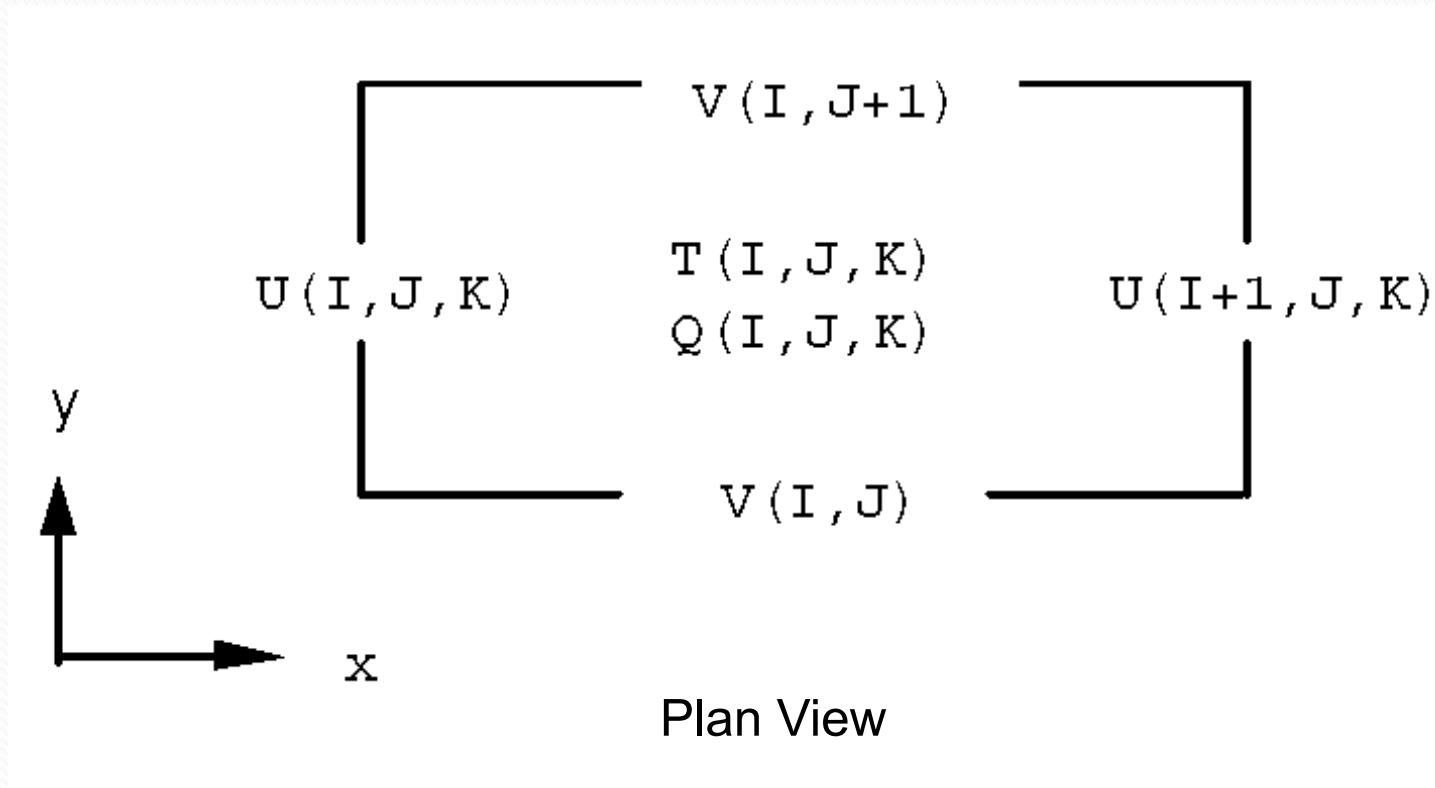 V(I,J+1)
T(I,J,K)
U(I,J,K)
U(I+1,J,K)
Q(I,J,K)
y
V(I,J)
x
Plan View